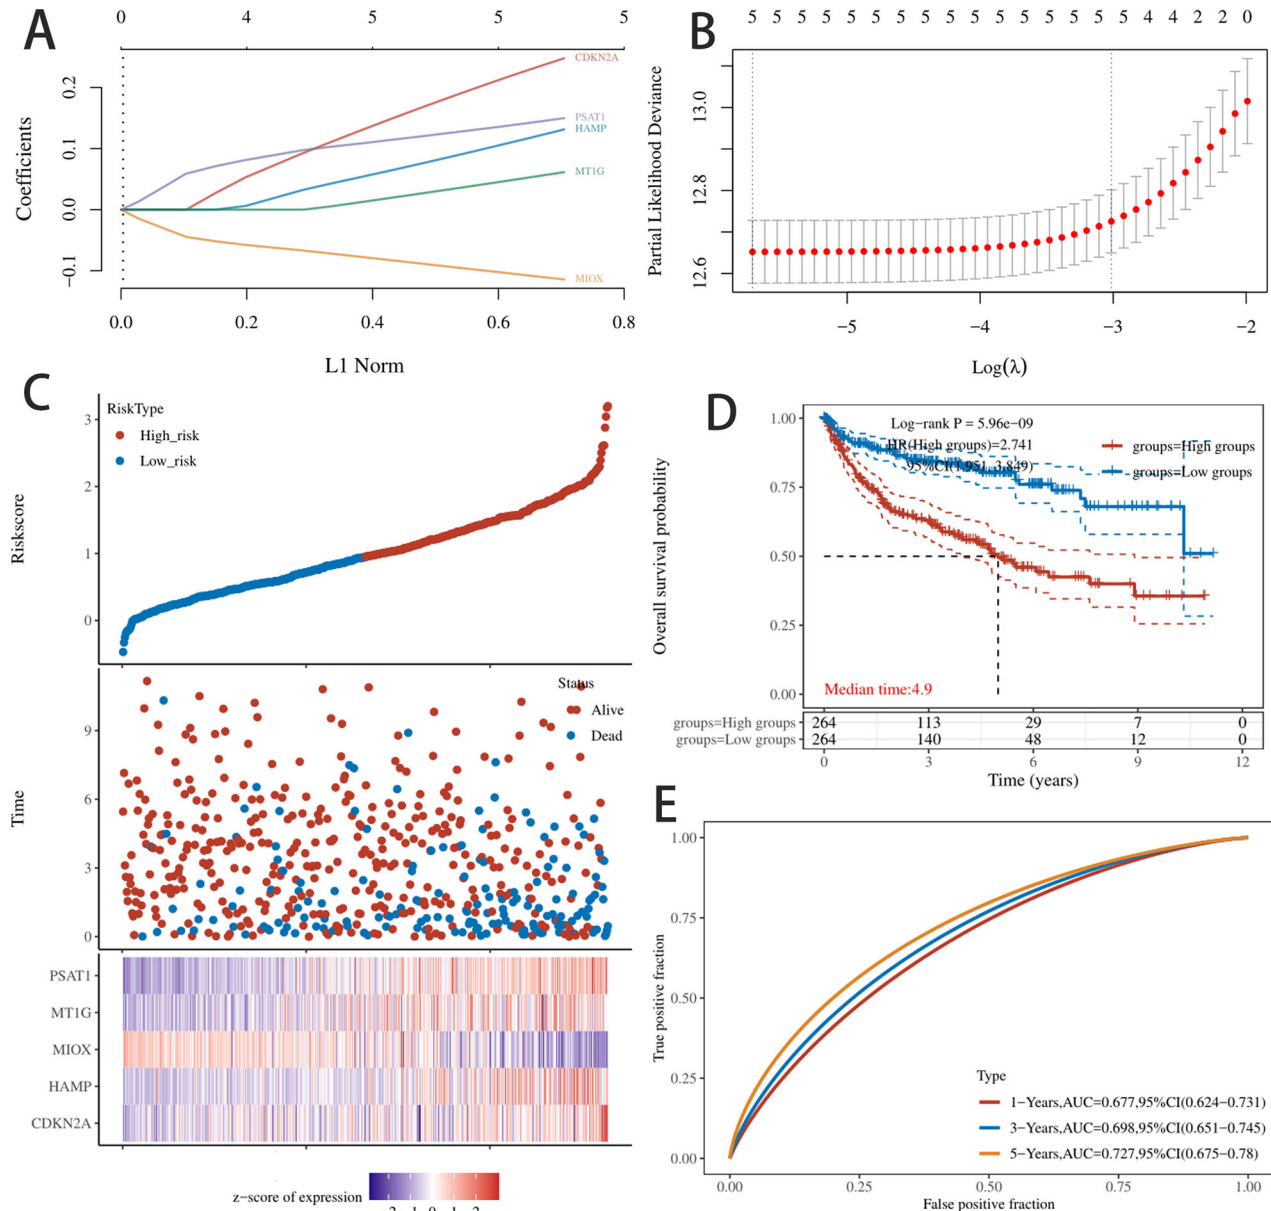 A
0 4 5 5 5
0.2
0.1
0.0
−0.1
Coefficients
CDKN2A
PSAT1
HAMP
MT1G
MIOX
0.0 0.2 0.4 0.6 0.8
L1 Norm
B
5 5 5 5 5 5 5 5 5 5 5 5 5 5 5 4 4 2 2 0
Partial Likelihood Deviance
13.0
12.8
12.6
−5 −4 −3 −2
Log(λ)
C
RiskType
High_risk
Low_risk
Riskscore
3
2
1
0
Status
Alive
Dead
Time
9
6
3
0
PSAT1
MT1G
MIOX
HAMP
CDKN2A
z−score of expression
D
Overall survival probability
1.00
0.75
0.50
0.25
0.00
Log−rank P = 5.96e−09
HR(High groups)=2.741
95%CI(1.951, 3.849)
groups=High groups
groups=Low groups
Median time:4.9
groups=High groups 264 113 29 7 0
groups=Low groups 264 140 48 12 0
0 3 6 9 12
Time (years)
E
True positive fraction
1.00
0.75
0.50
0.25
0.00
Type
1−Years,AUC=0.677,95%CI(0.624−0.731)
3−Years,AUC=0.698,95%CI(0.651−0.745)
5−Years,AUC=0.727,95%CI(0.675−0.78)
0.00 0.25 0.50 0.75 1.00
False positive fraction